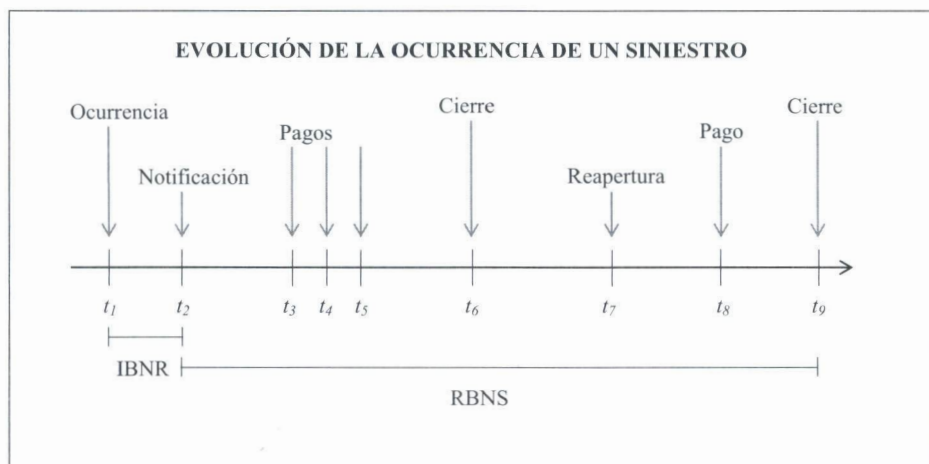 EVOLUCIÓN DE LA OCURRENCIA DE UN SINIESTRO
Ocurrencia
Cierre
Cierre
Pagos
Pago
Notificación
Reapertura
t1 t2 t3 t4 t5 t6 t7 t8 t9
IBNR
RBNS